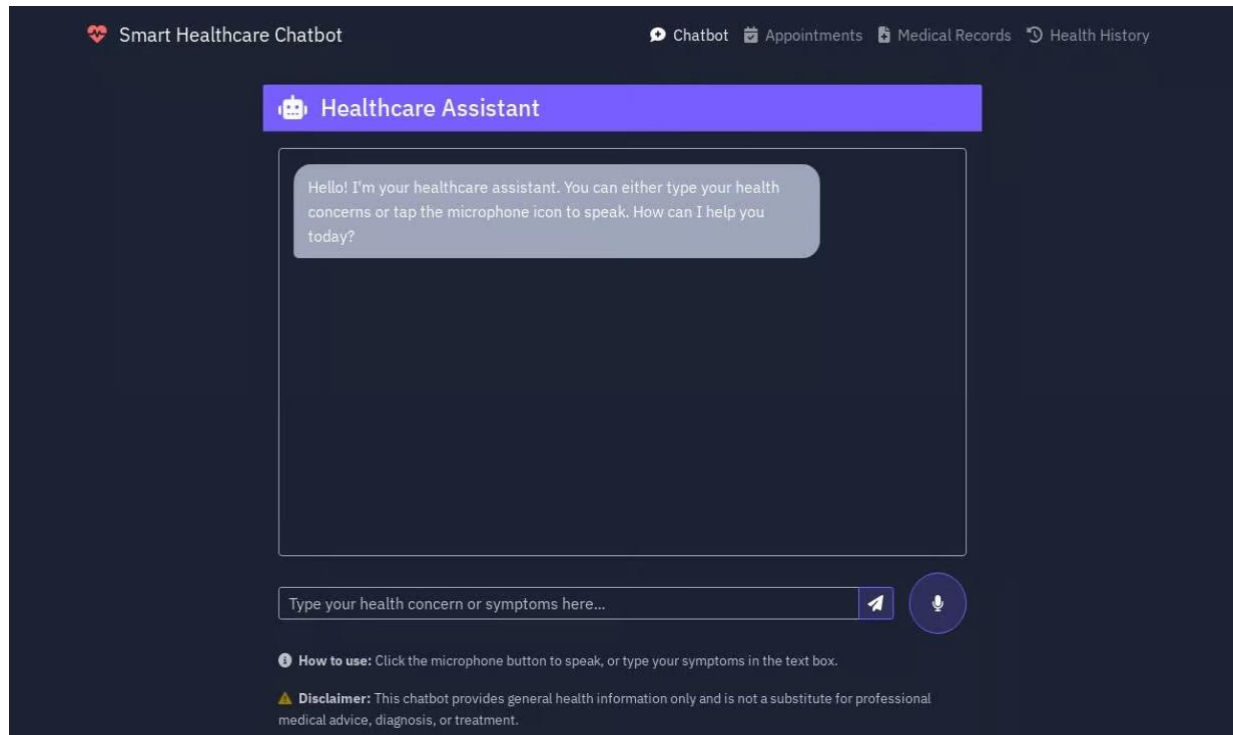 Smart Healthcare Chatbot
Chatbot
Appointments
Medical Records
Health History
Healthcare Assistant
Hello! I'm your healthcare assistant. You can either type your health
concerns or tap the microphone icon to speak. How can I help you
today?
Type your health concern or symptoms here...
How to use: Click the microphone button to speak, or type your symptoms in the text box.
Disclaimer: This chatbot provides general health information only and is not a substitute for professional
medical advice, diagnosis, or treatment.